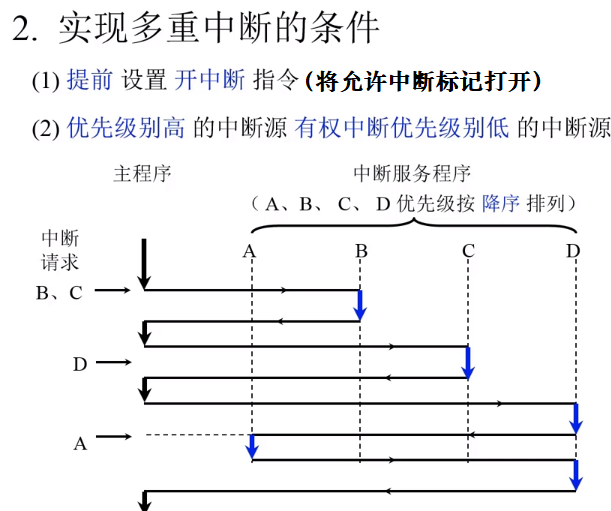 2. 实现多重中断的条件
(1) 提前 设置 开中断 指令 (将允许中断标记打开)
(2) 优先级别高 的中断源 有权中断优先级别低 的中断源
主程序 中断服务程序
( A、B、 C、 D 优先级按 降序 排列)
中断
请求
A B C D
B、C
D
A